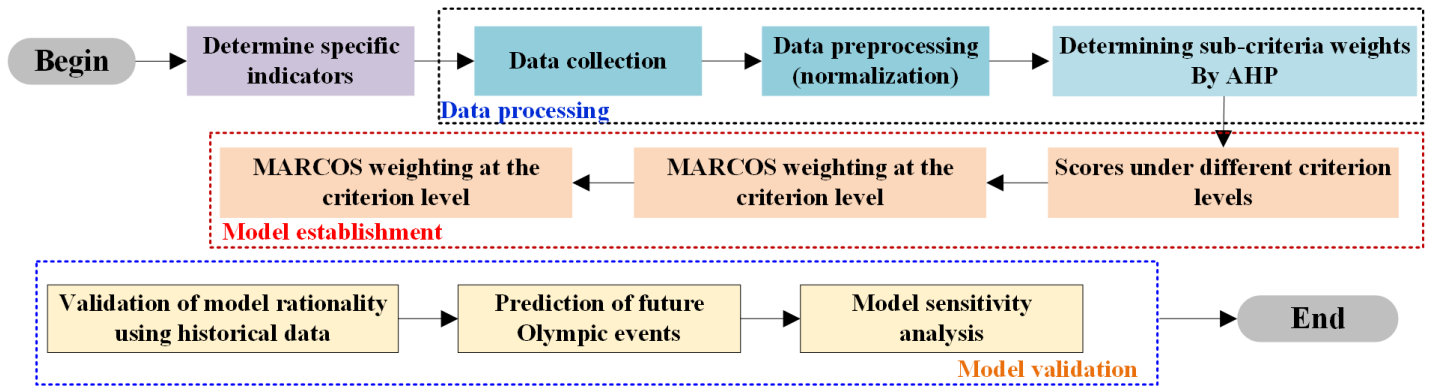 Begin
Determine specific
indicators
Data collection
Data preprocessing
(normalization)
Determining sub-criteria weights
By AHP
Data processing
MARCOS weighting at the
criterion level
MARCOS weighting at the
criterion level
Scores under different criterion
levels
Model establishment
Validation of model rationality
using historical data
Prediction of future
Olympic events
Model sensitivity
analysis
End
Model validation